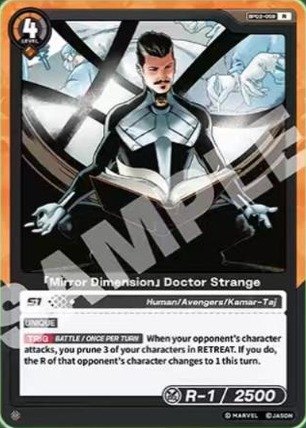 4
LEVEL
BP02-059 R
SAMPLE
「Mirror Dimension」Doctor Strange
S1
Human/Avengers/Kamar-Taj
UNIQUE
TRIG BATTLE / ONCE PER TURN When your opponent's character
attacks, you prune 3 of your characters in RETREAT. If you do,
the R of that opponent's character changes to 1 this turn.
R-1 / 2500
© MARVEL ©JASON